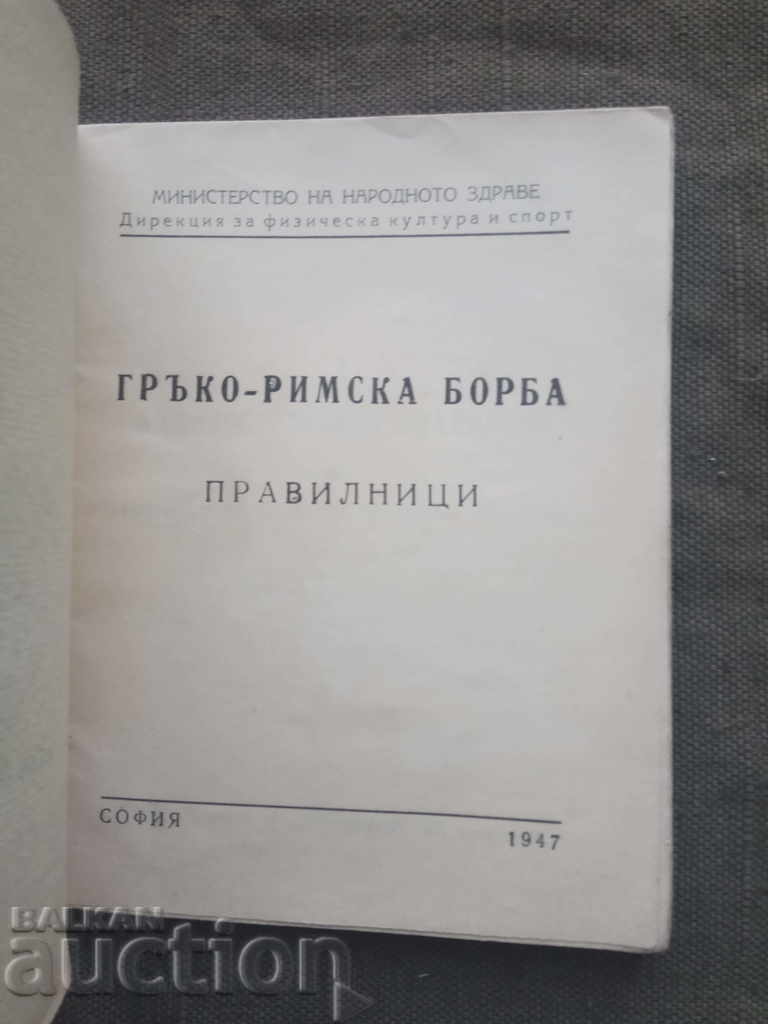 МИНИСТЕРСТВО НА НАРОДНОТО ЗДРАВЕ
Дирекция за физическа култура и спорт
ГРЪКО-РИМСКА БОРБА
ПРАВИЛНИЦИ
СОФИЯ 1947
BALKAN
auction